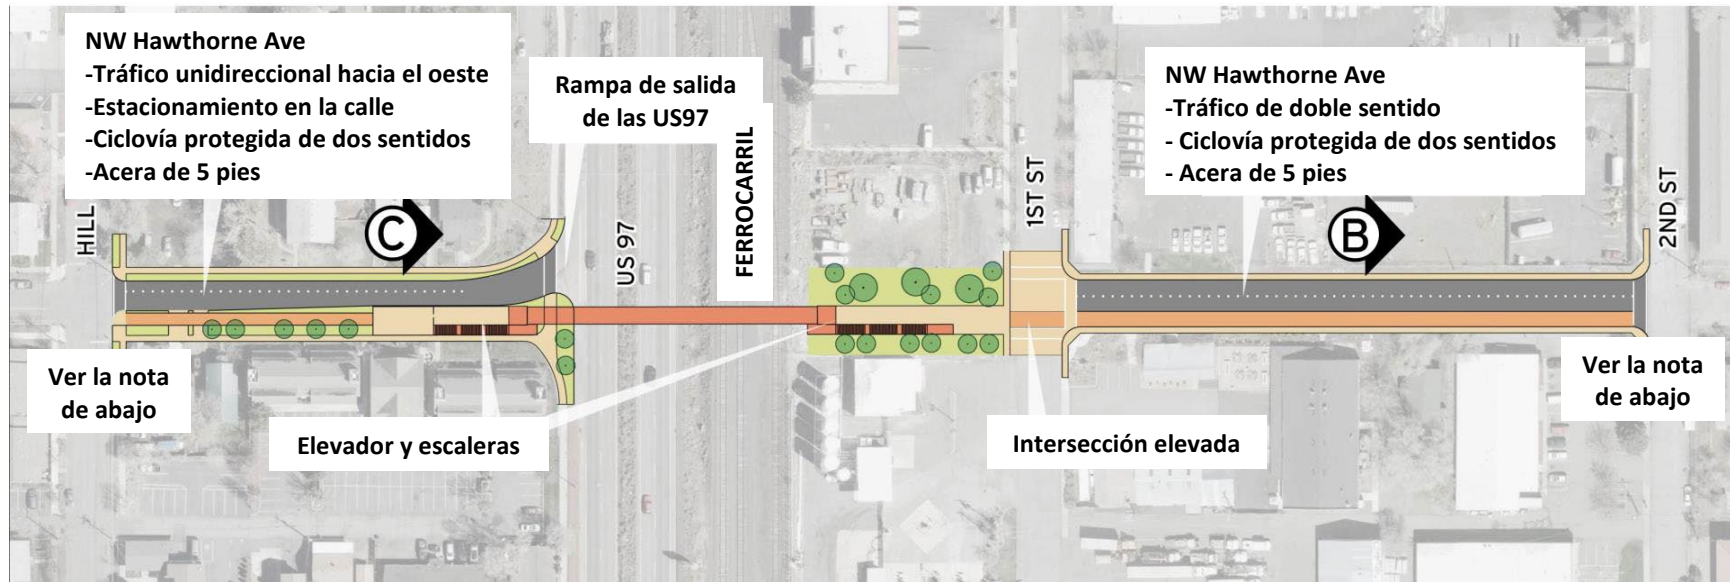 NW Hawthorne Ave
-Tráfico unidireccional hacia el oeste
-Estacionamiento en la calle
-Ciclovía protegida de dos sentidos
-Acera de 5 pies
Rampa de salida
de las US97
FERROCARRIL
NW Hawthorne Ave
-Tráfico de doble sentido
- Ciclovía protegida de dos sentidos
- Acera de 5 pies
HILL
C
US 97
1ST ST
B
2ND ST
Ver la nota
de abajo
Elevador y escaleras
Intersección elevada
Ver la nota
de abajo